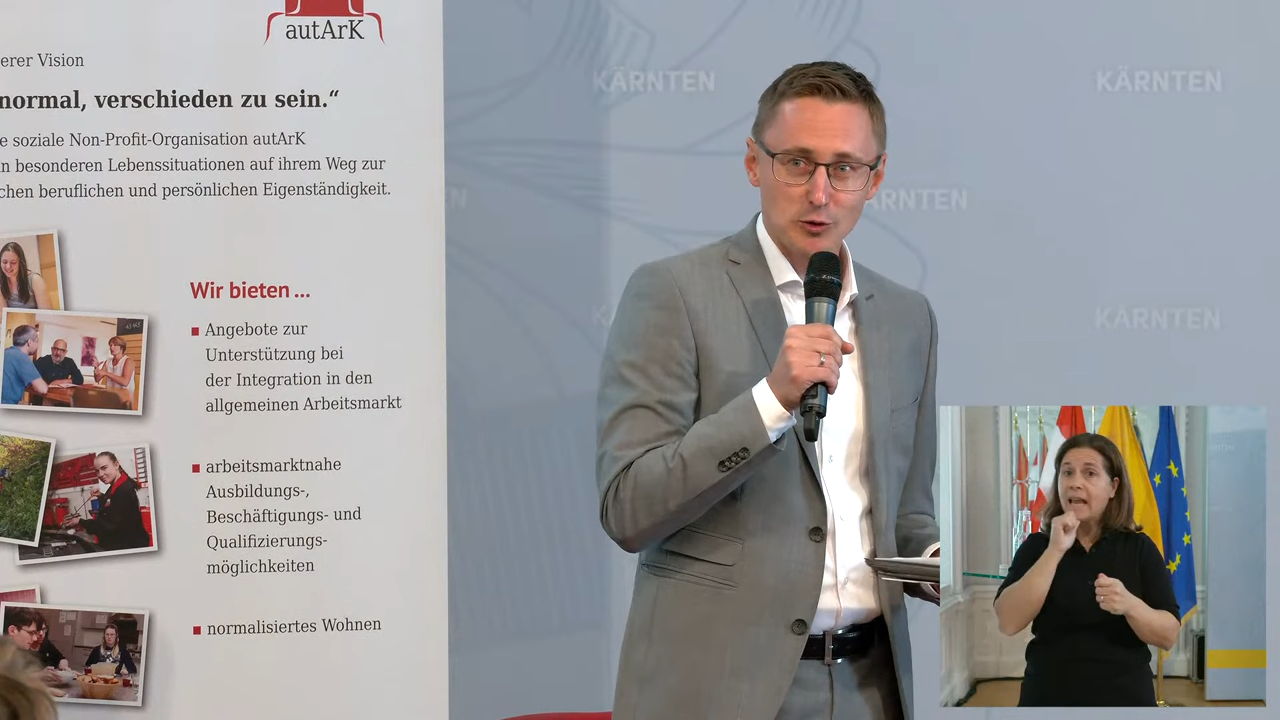 autArK
erer Vision
normal, verschieden zu sein.“
e soziale Non-Profit-Organisation autArK
n besonderen Lebenssituationen auf ihrem Weg zur
chen beruflichen und persönlichen Eigenständigkeit.
Wir bieten ...
Angebote zur
Unterstützung bei
der Integration in den
allgemeinen Arbeitsmarkt
arbeitsmarktnahe
Ausbildungs-,
Beschäftigungs- und
Qualifizierungs-
möglichkeiten
normalisiertes Wohnen
KÄRNTEN
KÄRNTEN
RNTEN
KÄRNTEN